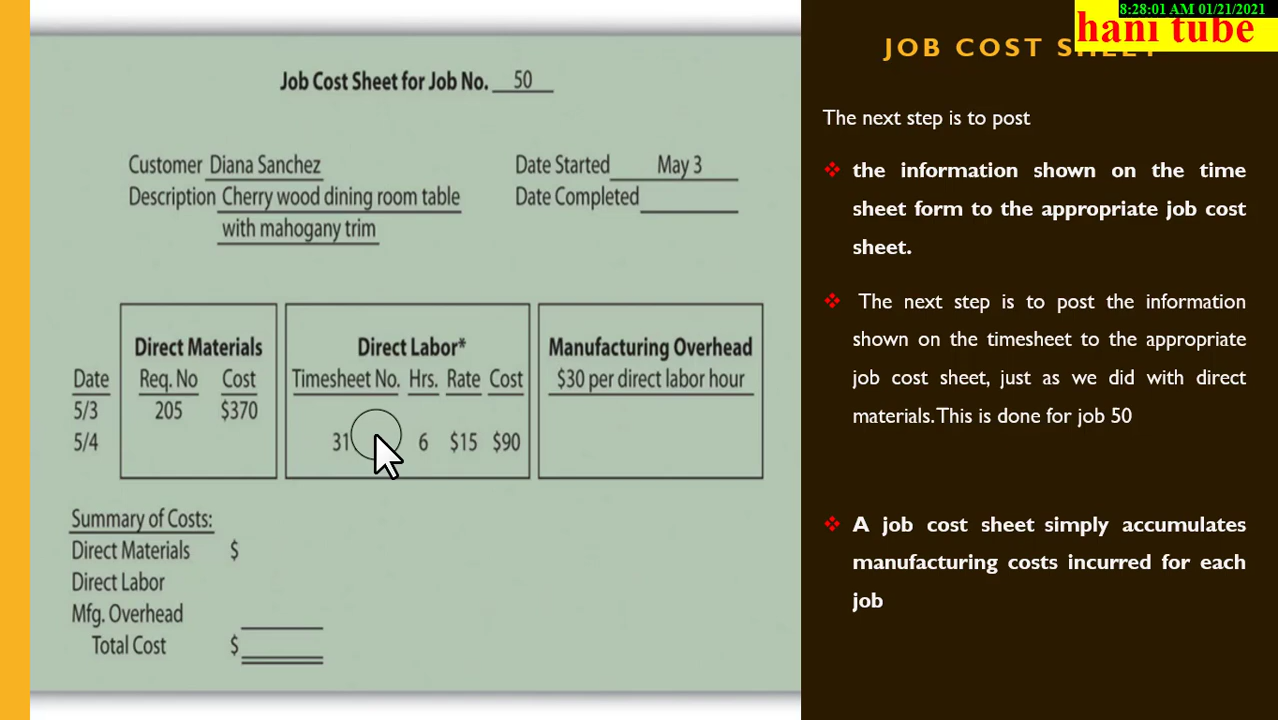 8:28:01 AM 01/21/2021
hani tube
JOB COST SHEET
Job Cost Sheet for Job No. 50
Customer Diana Sanchez
Date Started May 3
Description Cherry wood dining room table
with mahogany trim
Date Completed
Direct Materials
Direct Labor*
Manufacturing Overhead
Date Req. No Cost Timesheet No. Hrs. Rate Cost $30 per direct labor hour
5/3 205 $370
5/4 31 6 $15 $90
Summary of Costs:
Direct Materials $
Direct Labor
Mfg. Overhead
Total Cost $
The next step is to post
❖ the information shown on the time
sheet form to the appropriate job cost
sheet.
❖ The next step is to post the information
shown on the timesheet to the appropriate
job cost sheet, just as we did with direct
materials. This is done for job 50
❖ A job cost sheet simply accumulates
manufacturing costs incurred for each
job